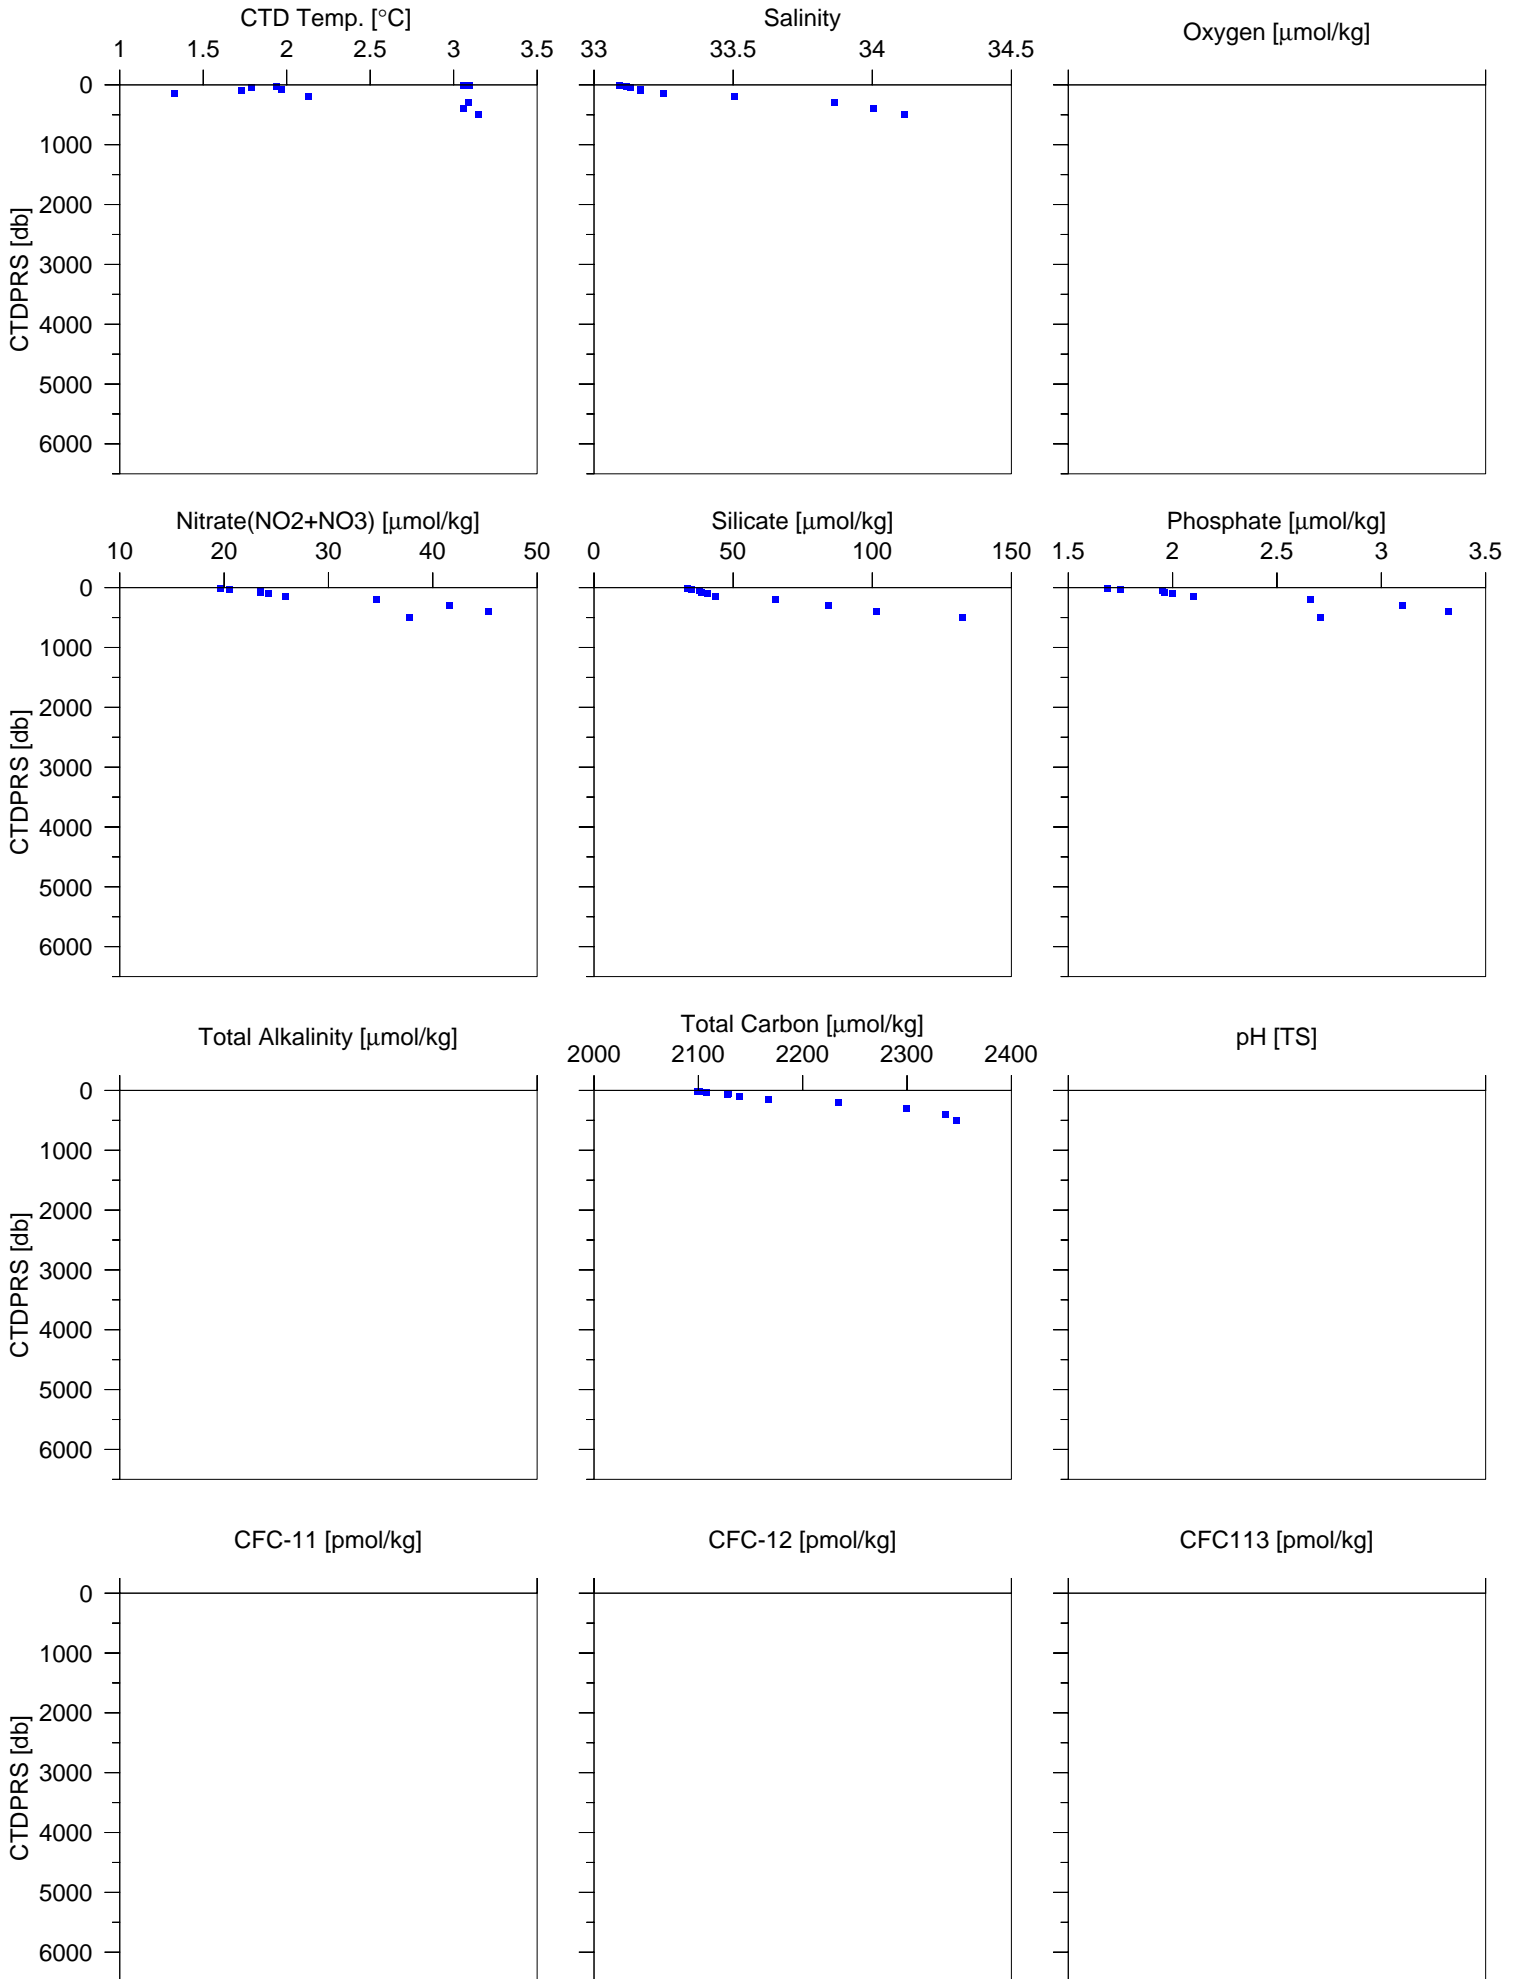 CTD Temp. [°C]
1 1.5 2 2.5 3 3.5
Salinity
33 33.5 34 34.5
Oxygen [μmol/kg]
0
1000
2000
3000
4000
5000
6000
CTDPRS [db]
Nitrate(NO2+NO3) [μmol/kg]
10 20 30 40 50
Silicate [μmol/kg]
0 50 100 150
Phosphate [μmol/kg]
1.5 2 2.5 3 3.5
0
1000
2000
3000
4000
5000
6000
CTDPRS [db]
Total Alkalinity [μmol/kg]
Total Carbon [μmol/kg]
2000 2100 2200 2300 2400
pH [TS]
0
1000
2000
3000
4000
5000
6000
CTDPRS [db]
CFC-11 [pmol/kg]
CFC-12 [pmol/kg]
CFC113 [pmol/kg]
0
1000
2000
3000
4000
5000
6000
CTDPRS [db]